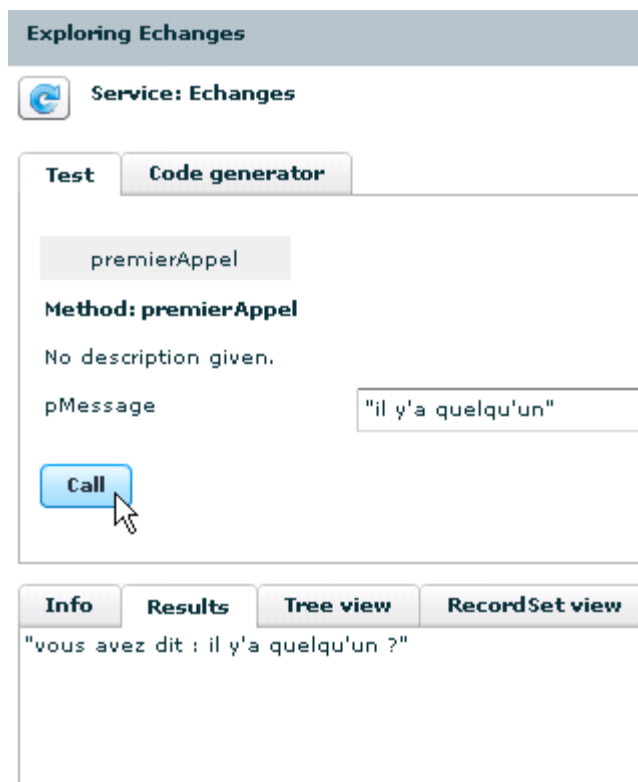 Exploring Echanges
Service: Echanges
Test Code generator
premierAppel
Method: premierAppel
No description given.
pMessage "il y'a quelqu'un"
Call
Info Results Tree view RecordSet view
"vous avez dit : il y'a quelqu'un ?"